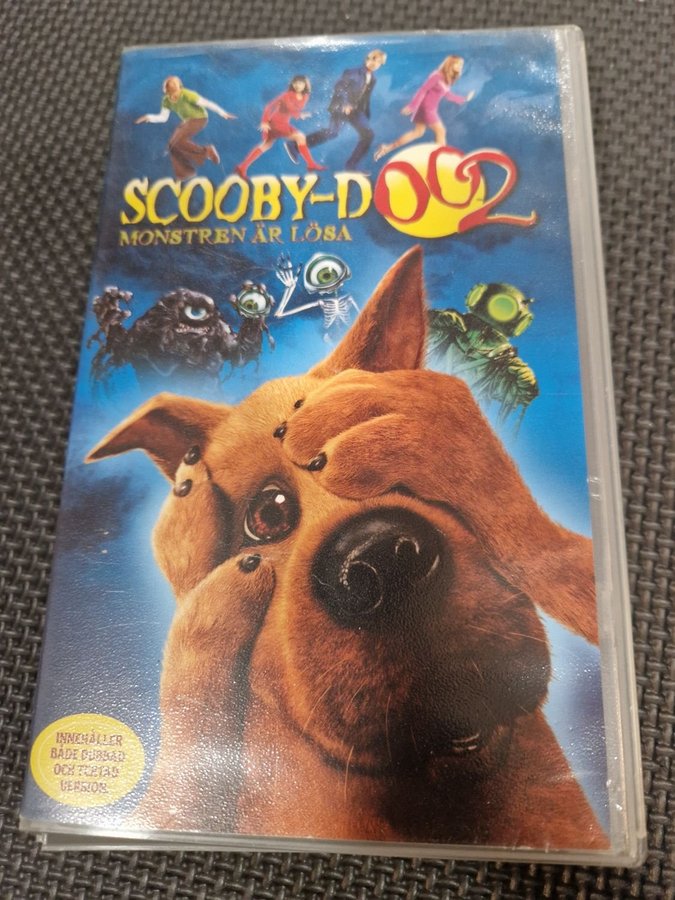 SCOOBY-DOO 2
MONSTREN ÄR LÖSA
INNEHÅLLER
BÅDE DUBBAD
OCH TEXTAD
VERSION.